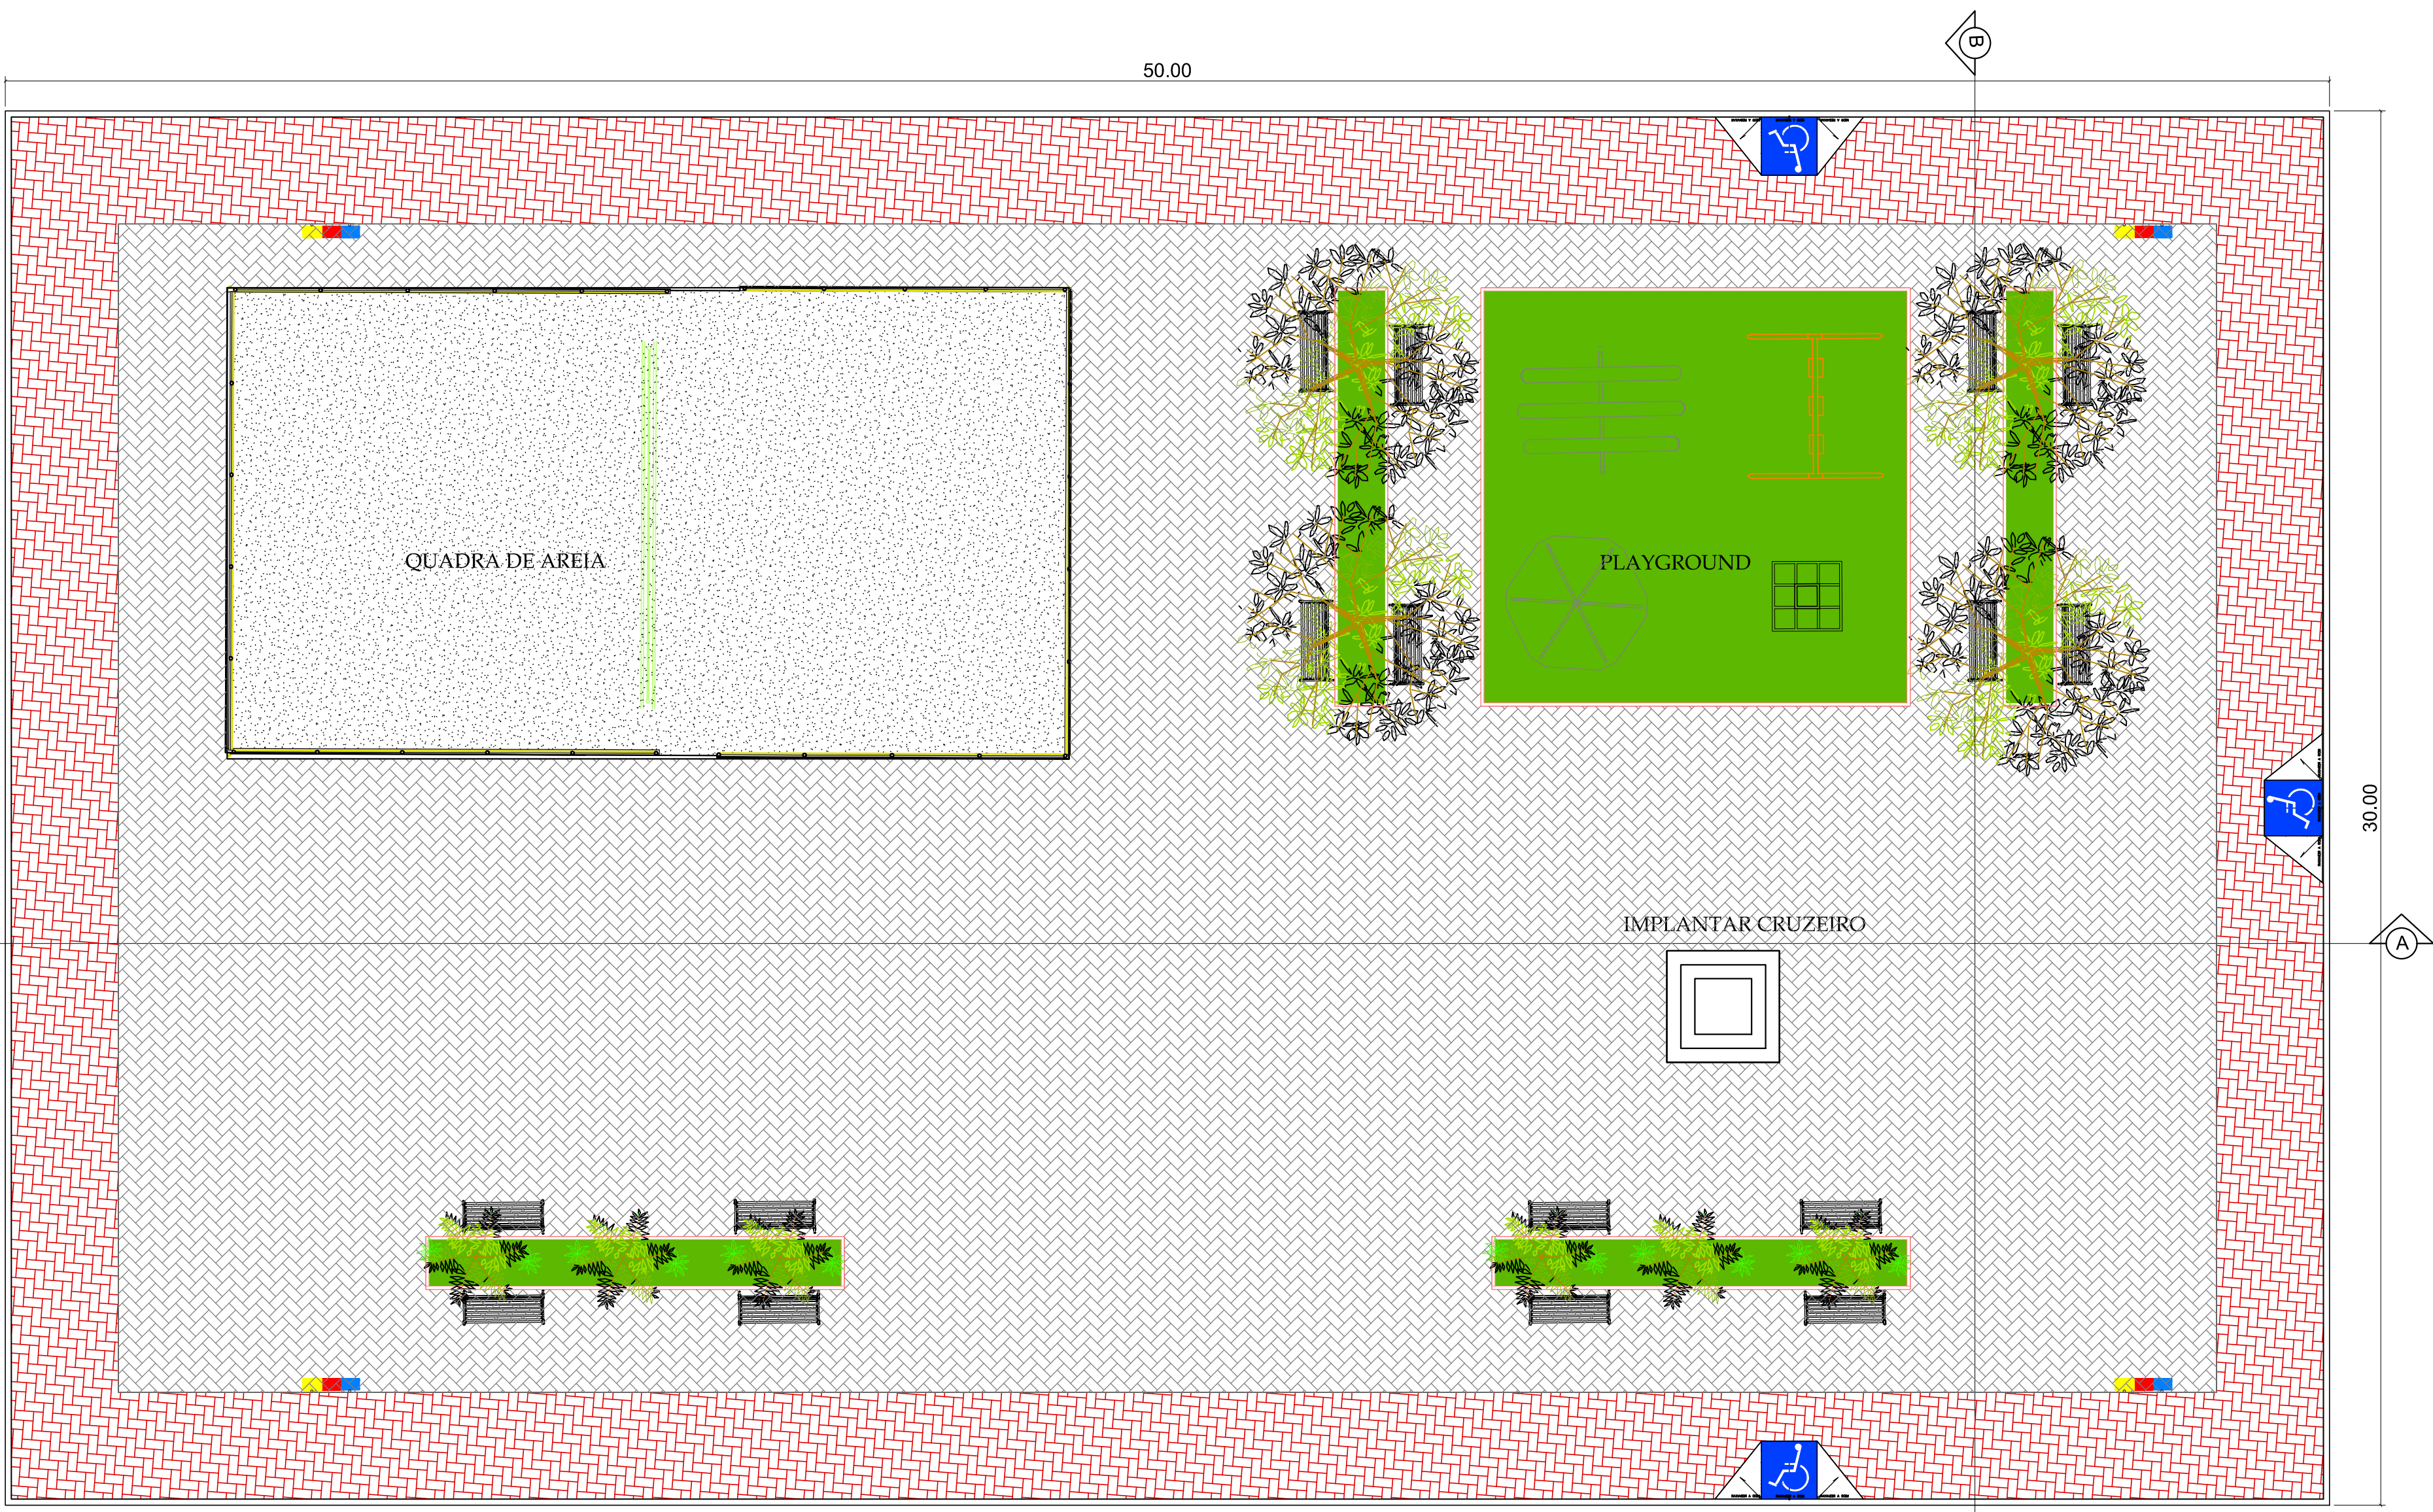 B
50.00
QUADRA DE AREIA
PLAYGROUND
30.00
IMPLANTAR CRUZEIRO
A